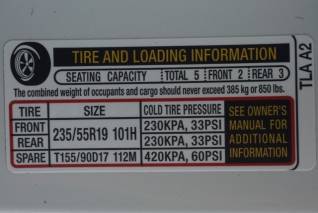 TIRE AND LOADING INFORMATION
SEATING CAPACITY TOTAL 5 FRONT 2 REAR 3
The combined weight of occupants and cargo should never exceed 385 kg or 850 lbs.
TIRE SIZE COLD TIRE PRESSURE
FRONT 235/55R19 101H 230KPA, 33PSI
REAR 230KPA, 33PSI
SPARE T155/90D17 112M 420KPA, 60PSI
SEE OWNER'S
MANUAL FOR
ADDITIONAL
INFORMATION
TLA A2